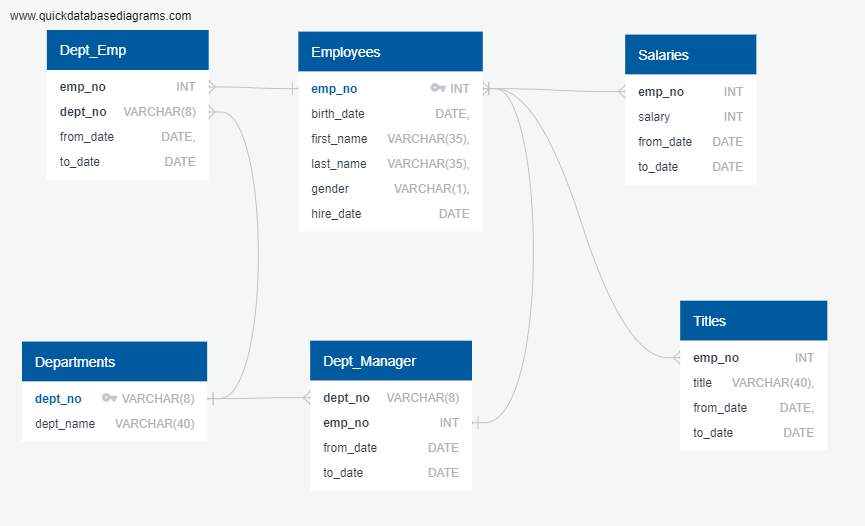 www.quickdatabasediagrams.com
Dept_Emp
emp_no INT
dept_no VARCHAR(8)
from_date DATE,
to_date DATE
Employees
emp_no INT
birth_date DATE,
first_name VARCHAR(35),
last_name VARCHAR(35),
gender VARCHAR(1),
hire_date DATE
Salaries
emp_no INT
salary INT
from_date DATE
to_date DATE
Departments
dept_no VARCHAR(8)
dept_name VARCHAR(40)
Dept_Manager
dept_no VARCHAR(8)
emp_no INT
from_date DATE
to_date DATE
Titles
emp_no INT
title VARCHAR(40),
from_date DATE,
to_date DATE